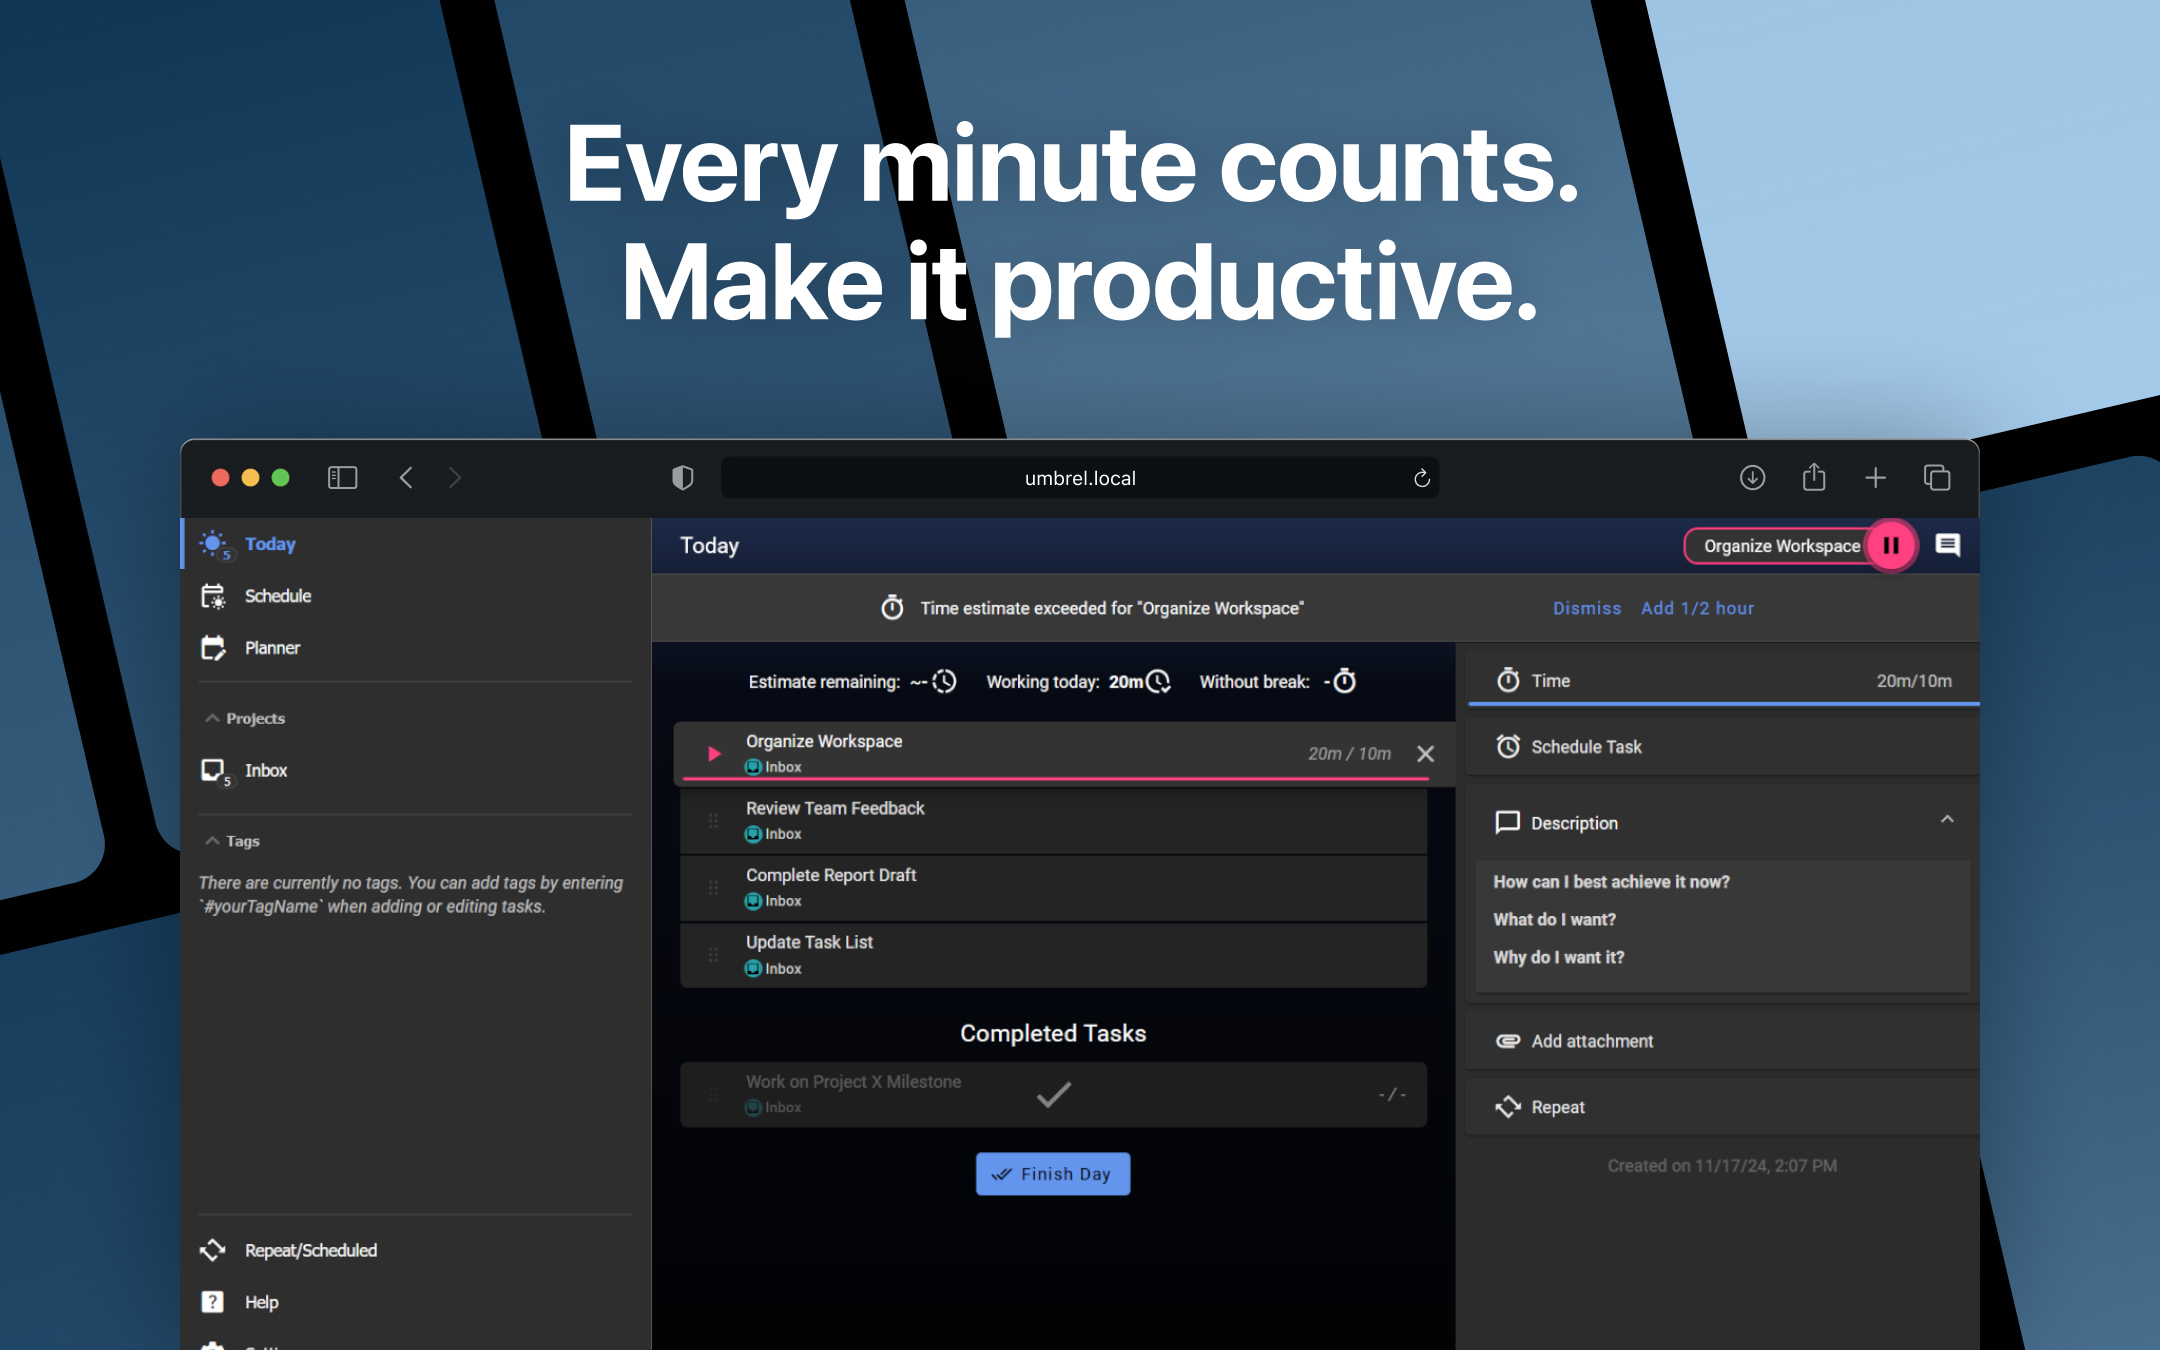 Every minute counts.
Make it productive.
umbrel.local
5
Today
Schedule
Planner
Projects
5
Inbox
Tags
There are currently no tags. You can add tags by entering
`#yourTagName` when adding or editing tasks.
Repeat/Scheduled
? Help
Today
Organize Workspace
Time estimate exceeded for "Organize Workspace"
Dismiss Add 1/2 hour
Estimate remaining: ~- Working today: 20m Without break: -
Organize Workspace
Inbox
20m / 10m
Review Team Feedback
Inbox
Complete Report Draft
Inbox
Update Task List
Inbox
Completed Tasks
Work on Project X Milestone
Inbox
-/-
Finish Day
Time 20m/10m
Schedule Task
Description
How can I best achieve it now?
What do I want?
Why do I want it?
Add attachment
Repeat
Created on 11/17/24, 2:07 PM